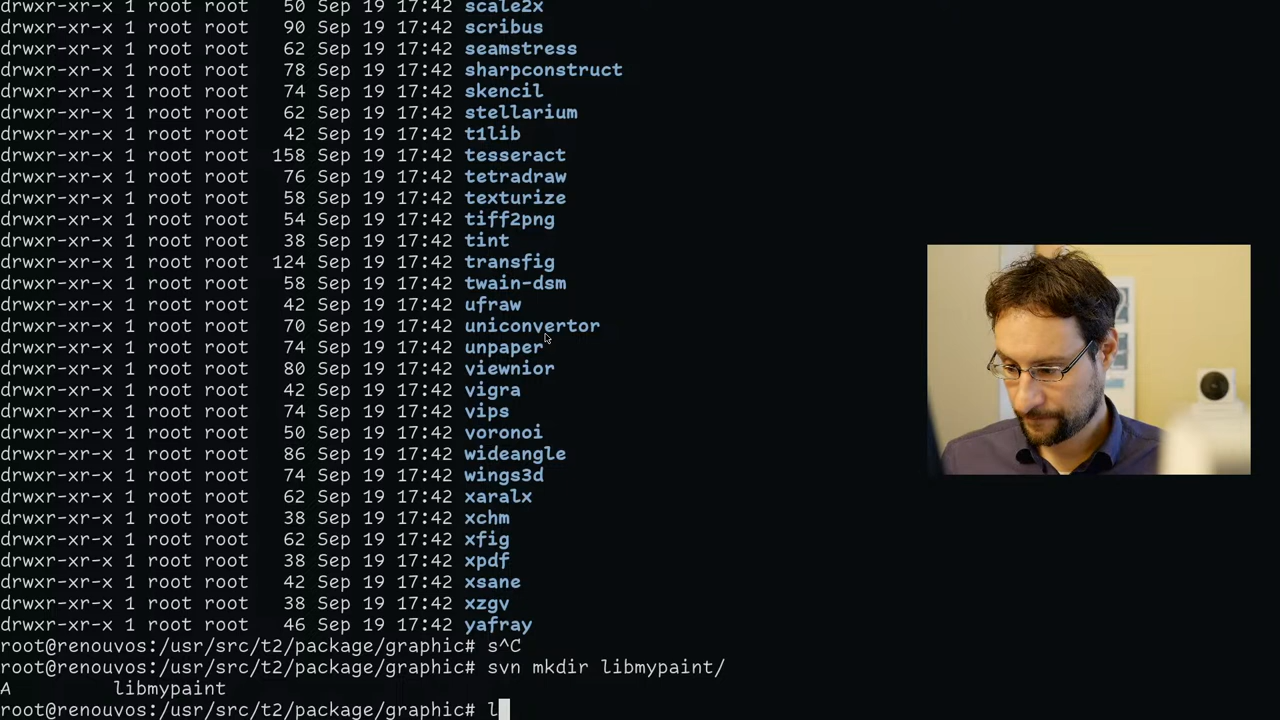 drwxr-xr-x 1 root root   50 Sep 19 17:42 scale2x
drwxr-xr-x 1 root root   90 Sep 19 17:42 scribus
drwxr-xr-x 1 root root   62 Sep 19 17:42 seamstress
drwxr-xr-x 1 root root   78 Sep 19 17:42 sharpconstruct
drwxr-xr-x 1 root root   74 Sep 19 17:42 skencil
drwxr-xr-x 1 root root   62 Sep 19 17:42 stellarium
drwxr-xr-x 1 root root   42 Sep 19 17:42 t1lib
drwxr-xr-x 1 root root  158 Sep 19 17:42 tesseract
drwxr-xr-x 1 root root   76 Sep 19 17:42 tetradraw
drwxr-xr-x 1 root root   58 Sep 19 17:42 texturize
drwxr-xr-x 1 root root   54 Sep 19 17:42 tiff2png
drwxr-xr-x 1 root root   38 Sep 19 17:42 tint
drwxr-xr-x 1 root root  124 Sep 19 17:42 transfig
drwxr-xr-x 1 root root   58 Sep 19 17:42 twain-dsm
drwxr-xr-x 1 root root   42 Sep 19 17:42 ufraw
drwxr-xr-x 1 root root   70 Sep 19 17:42 uniconvertor
drwxr-xr-x 1 root root   74 Sep 19 17:42 unpaper
drwxr-xr-x 1 root root   80 Sep 19 17:42 viewnior
drwxr-xr-x 1 root root   42 Sep 19 17:42 vigra
drwxr-xr-x 1 root root   74 Sep 19 17:42 vips
drwxr-xr-x 1 root root   50 Sep 19 17:42 voronoi
drwxr-xr-x 1 root root   86 Sep 19 17:42 wideangle
drwxr-xr-x 1 root root   74 Sep 19 17:42 wings3d
drwxr-xr-x 1 root root   62 Sep 19 17:42 xaralx
drwxr-xr-x 1 root root   38 Sep 19 17:42 xchm
drwxr-xr-x 1 root root   62 Sep 19 17:42 xfig
drwxr-xr-x 1 root root   38 Sep 19 17:42 xpdf
drwxr-xr-x 1 root root   42 Sep 19 17:42 xsane
drwxr-xr-x 1 root root   38 Sep 19 17:42 xzgv
drwxr-xr-x 1 root root   46 Sep 19 17:42 yafray
root@renouvos:/usr/src/t2/package/graphic# s^C
root@renouvos:/usr/src/t2/package/graphic# svn mkdir libmypaint/
A         libmypaint
root@renouvos:/usr/src/t2/package/graphic# l